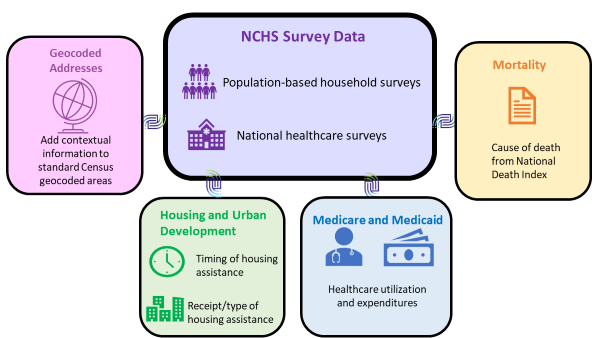 NCHS Survey Data
Population-based household surveys
National healthcare surveys
Geocoded
Addresses
Add contextual
information to
standard Census
geocoded areas
Mortality
Cause of death
from National
Death Index
Housing and Urban
Development
Timing of housing
assistance
Receipt/type of
housing assistance
Medicare and Medicaid
Healthcare utilization
and expenditures